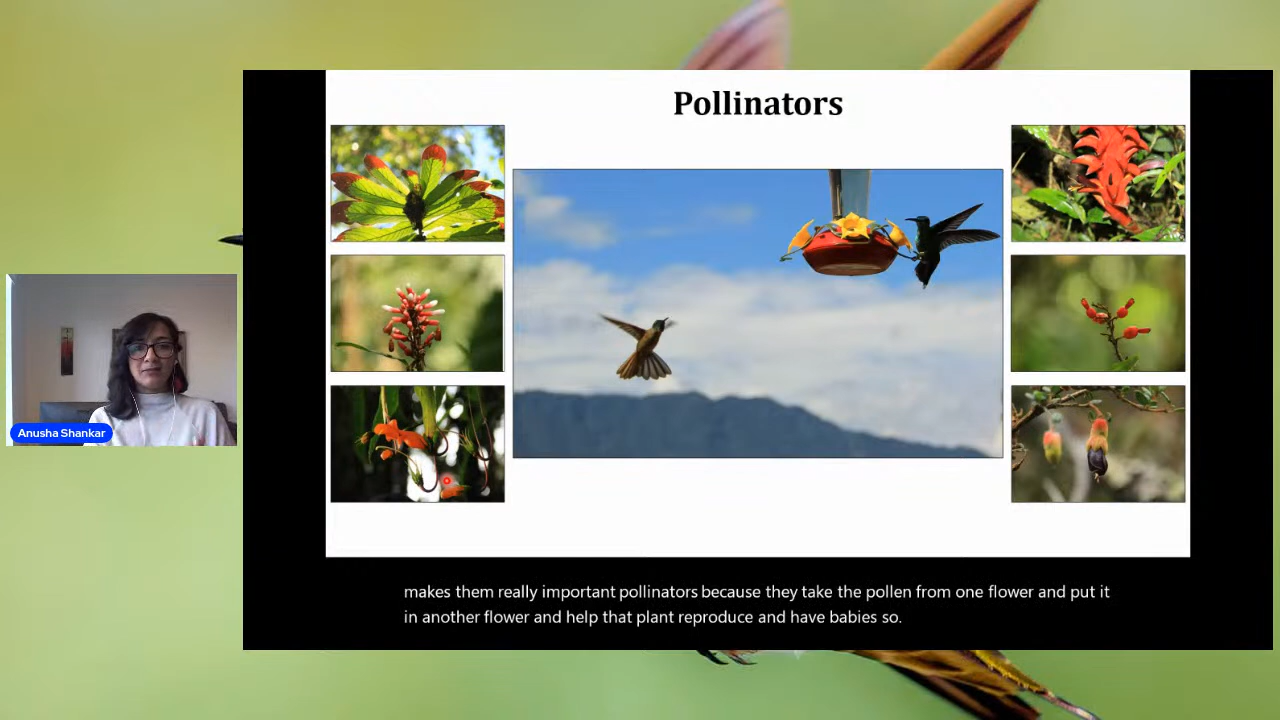 Pollinators
Anusha Shankar
makes them really important pollinators because they take the pollen from one flower and put it
in another flower and help that plant reproduce and have babies so.